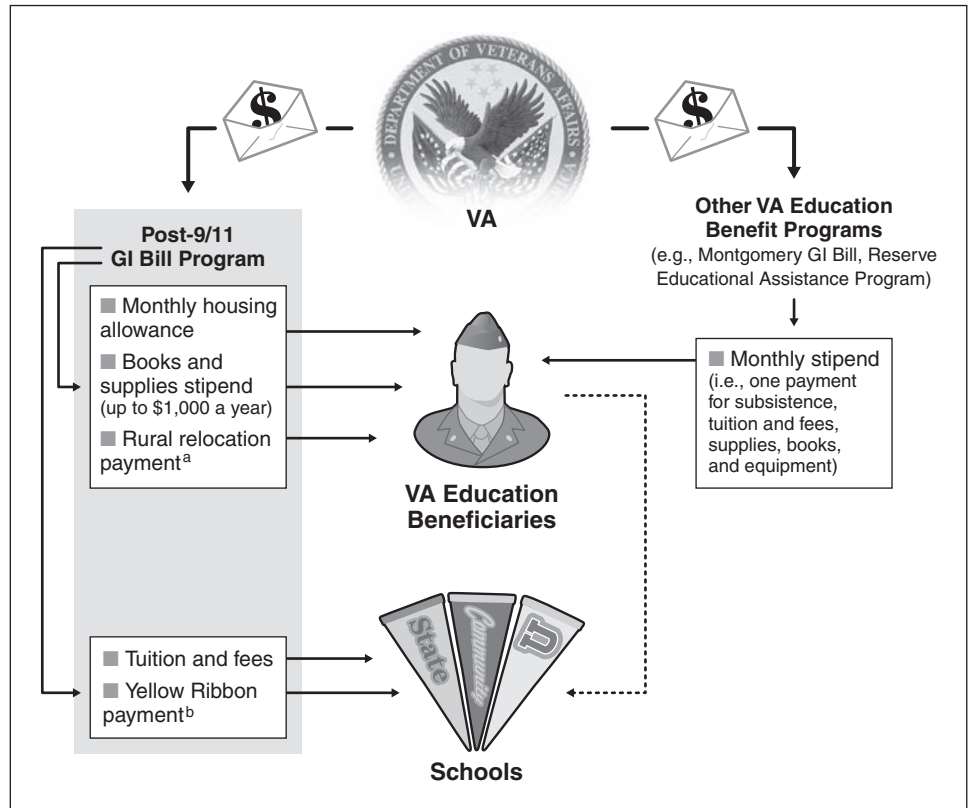 DEPARTMENT OF VETERANS AFFAIRS
$
$
VA
Post-9/11
GI Bill Program
Monthly housing
allowance
Books and
supplies stipend
(up to $1,000 a year)
Rural relocation
payment a
Other VA Education
Benefit Programs
(e.g., Montgomery GI Bill, Reserve
Educational Assistance Program)
Monthly stipend
(i.e., one payment
for subsistence,
tuition and fees,
supplies, books,
and equipment)
VA Education
Beneficiaries
Tuition and fees
Yellow Ribbon
payment b
State
Community
U
Schools